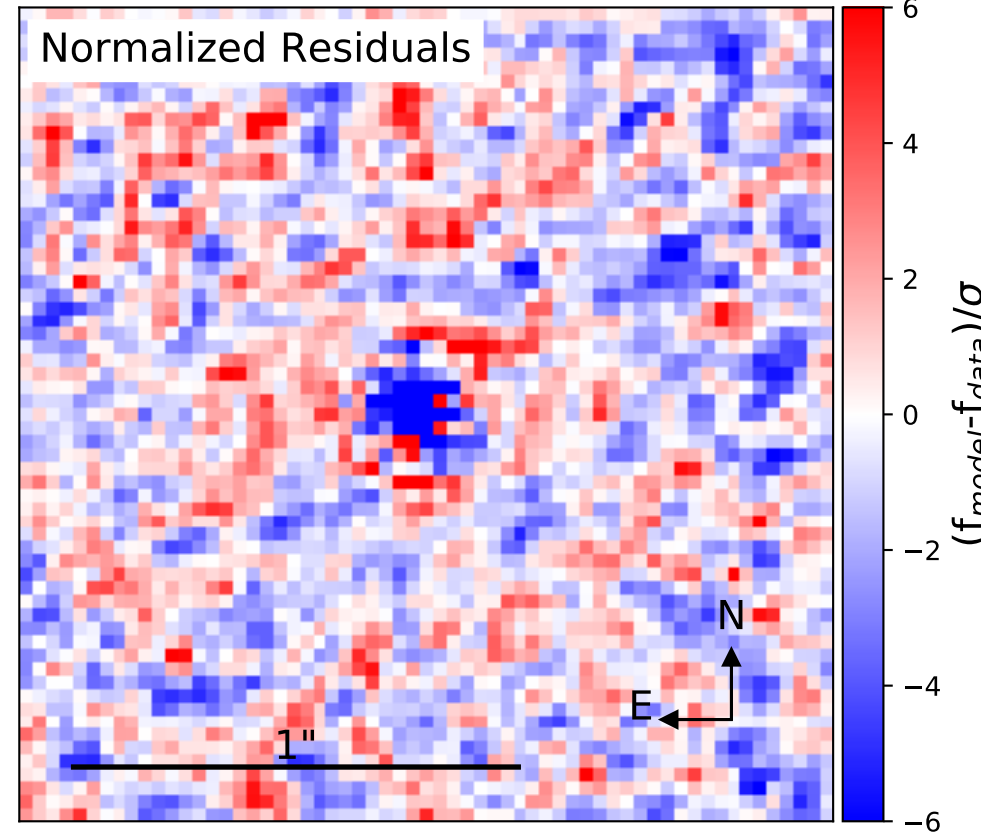 Normalized Residuals
6
4
2
0
−2
−4
−6
(f_model-f_data)/σ
N
E
1"